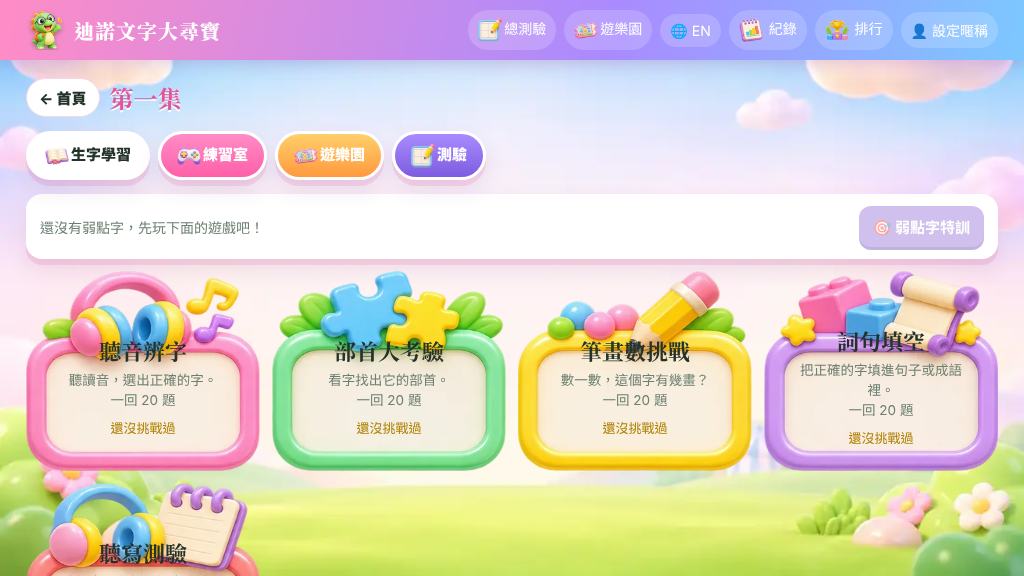 迪諾文字大尋寶
總測驗
遊樂園
EN
紀錄
排行
設定暱稱
← 首頁
第一集
生字學習
練習室
遊樂園
測驗
還沒有弱點字，先玩下面的遊戲吧！
弱點字特訓
聽音辨字
聽讀音，選出正確的字。
一回 20 題
還沒挑戰過
部首大考驗
看字找出它的部首。
一回 20 題
還沒挑戰過
筆畫數挑戰
數一數，這個字有幾畫？
一回 20 題
還沒挑戰過
詞句填空
把正確的字填進句子或成語
裡。
一回 20 題
還沒挑戰過
聽寫測驗